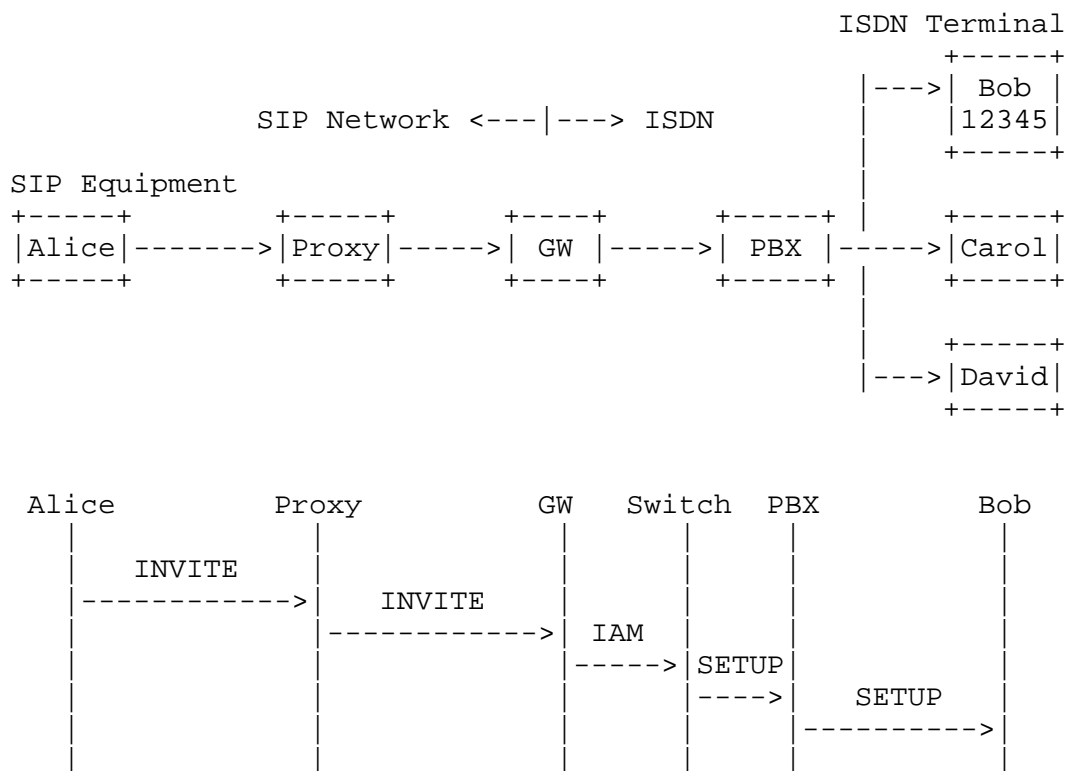 ISDN Terminal
+-----+
|--->| Bob |
SIP Network <---|---> ISDN | |12345|
| +-----+
SIP Equipment |
+-----+ +-----+ +----+ +-----+ | +-----+
|Alice|------->|Proxy|----->| GW |----->| PBX |----->|Carol|
+-----+ +-----+ +----+ +-----+ | +-----+
|
| +-----+
|--->|David|
+-----+
Alice Proxy GW Switch PBX Bob
| | | | | |
| INVITE | | | | |
|------------>| INVITE | | | |
| |------------>| IAM | | |
| | |----->|SETUP| |
| | | |---->| SETUP |
| | | | |---------->|
| | | | | |